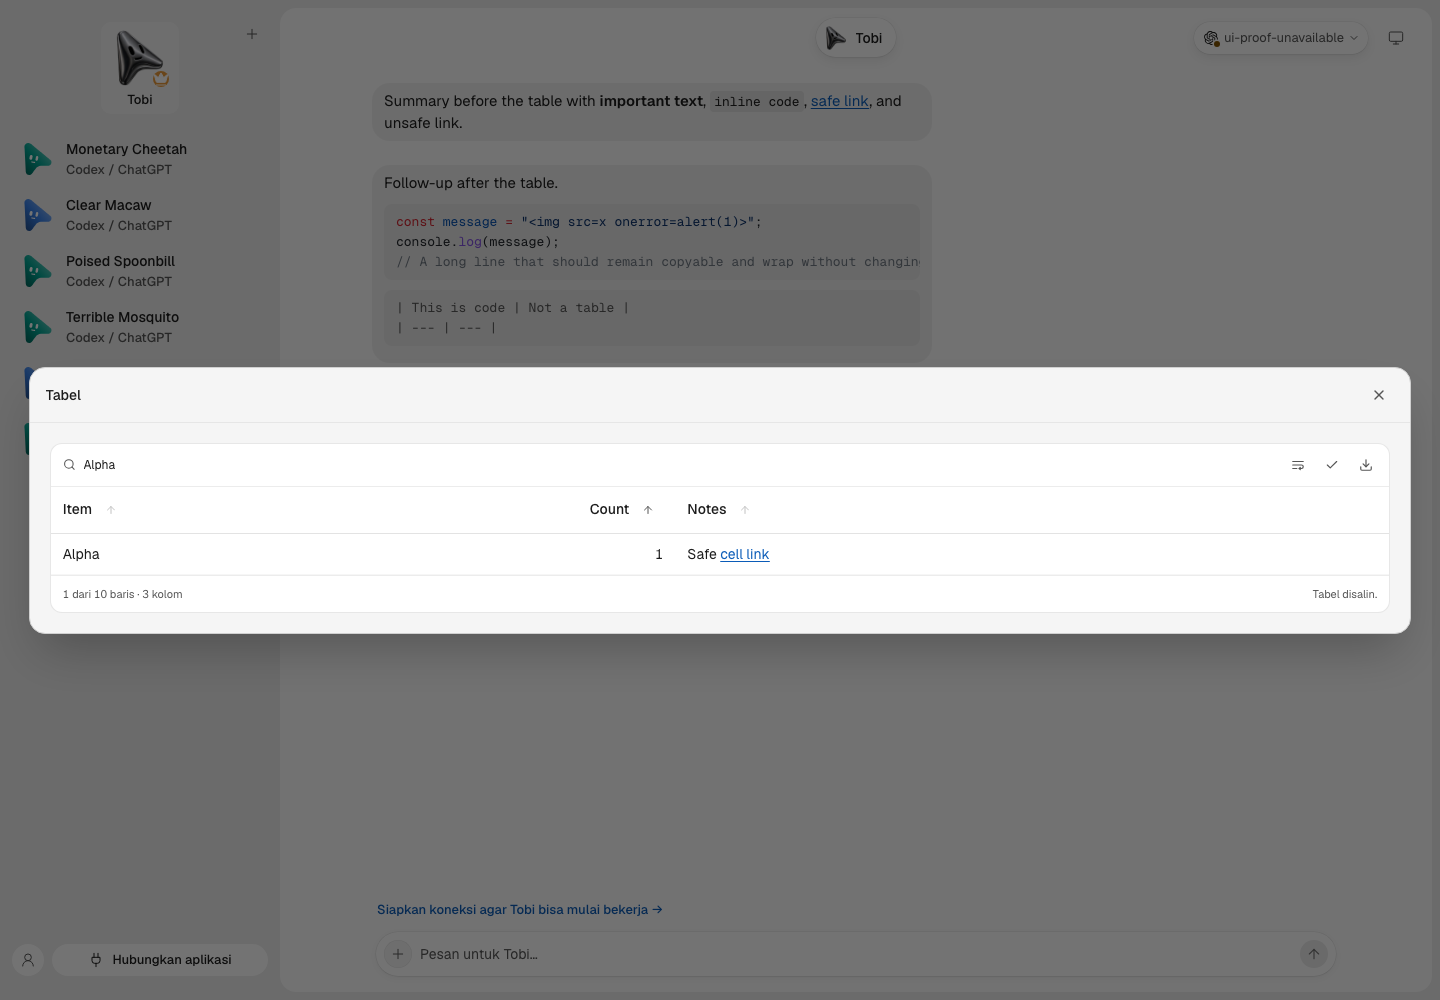 Tobi
Monetary Cheetah
Codex / ChatGPT
Clear Macaw
Codex / ChatGPT
Poised Spoonbill
Codex / ChatGPT
Terrible Mosquito
Codex / ChatGPT
Hubungkan aplikasi
Tobi
ui-proof-unavailable
Summary before the table with important text, inline code, safe link, and
unsafe link.
Follow-up after the table.
const message = "<img src=x onerror=alert(1)>";
console.log(message);
// A long line that should remain copyable and wrap without changing
| This is code | Not a table |
| --- | --- |
Tabel
Alpha
Item Count Notes
Alpha 1 Safe cell link
1 dari 10 baris · 3 kolom Tabel disalin.
Siapkan koneksi agar Tobi bisa mulai bekerja →
Pesan untuk Tobi...